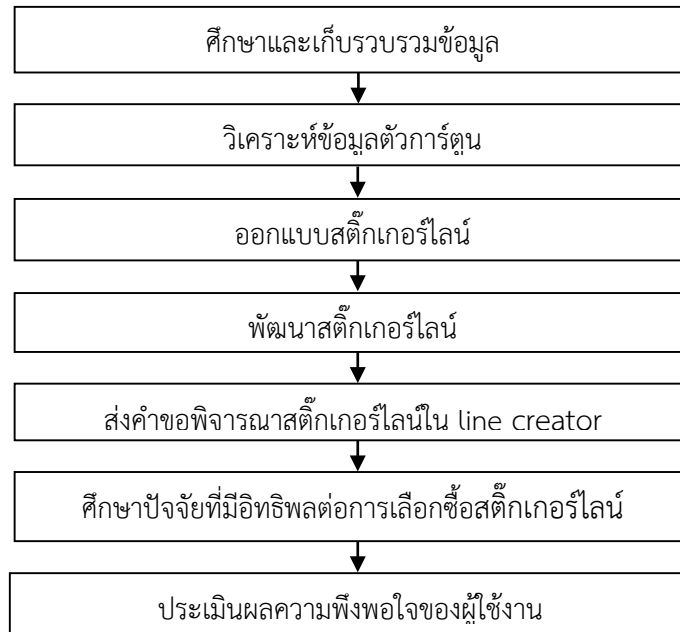 ศึกษาและเก็บรวบรวมข้อมูล
วิเคราะห์ข้อมูลตัวการ์ตูน
ออกแบบสติ๊กเกอร์ไลน์
พัฒนาสติ๊กเกอร์ไลน์
ส่งคำขอพิจารณาสติ๊กเกอร์ไลน์ใน line creator
ศึกษาปัจจัยที่มีอิทธิพลต่อการเลือกซื้อสติ๊กเกอร์ไลน์
ประเมินผลความพึงพอใจของผู้ใช้งาน